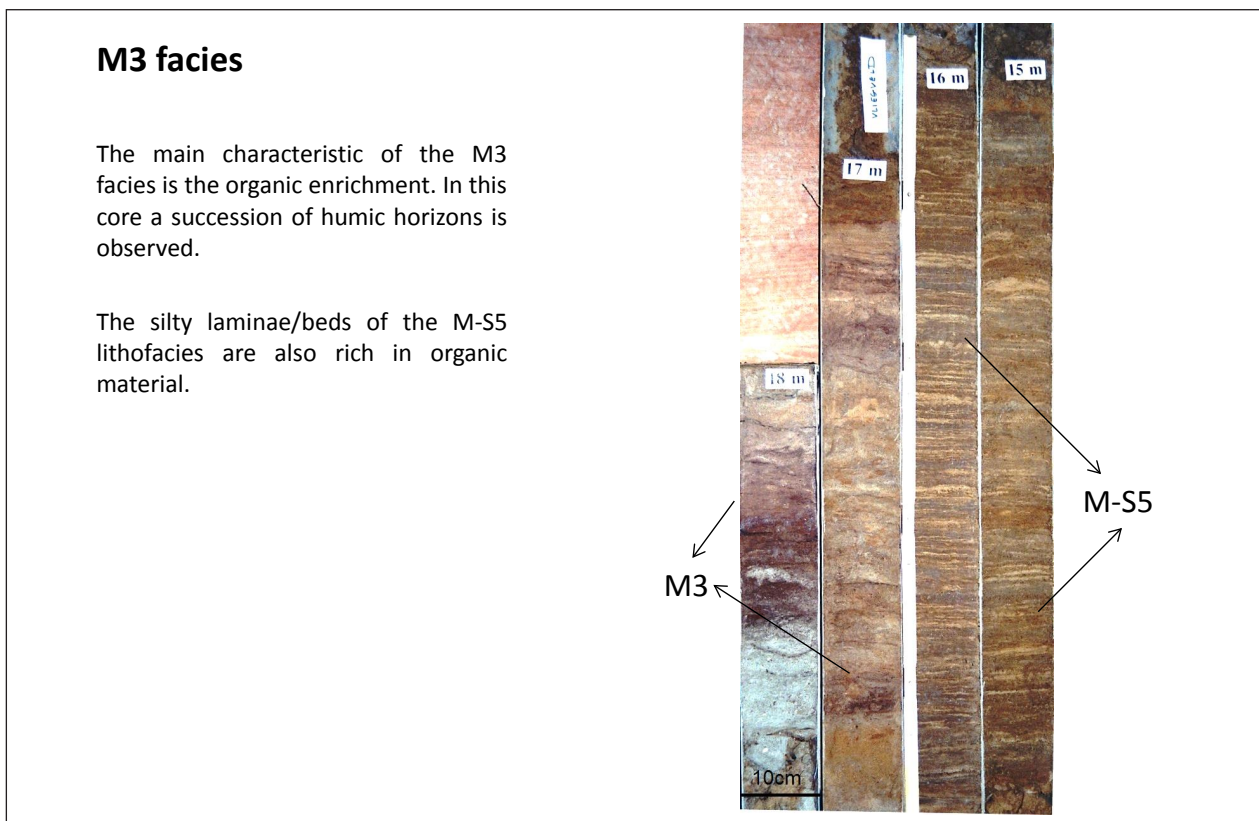 M3 facies
The main characteristic of the M3
facies is the organic enrichment. In this
core a succession of humic horizons is
observed.
The silty laminae/beds of the M-S5
lithofacies are also rich in organic
material.
VLIEGVELD
15 m
16 m
17 m
18 m
M-S5
M3
10cm